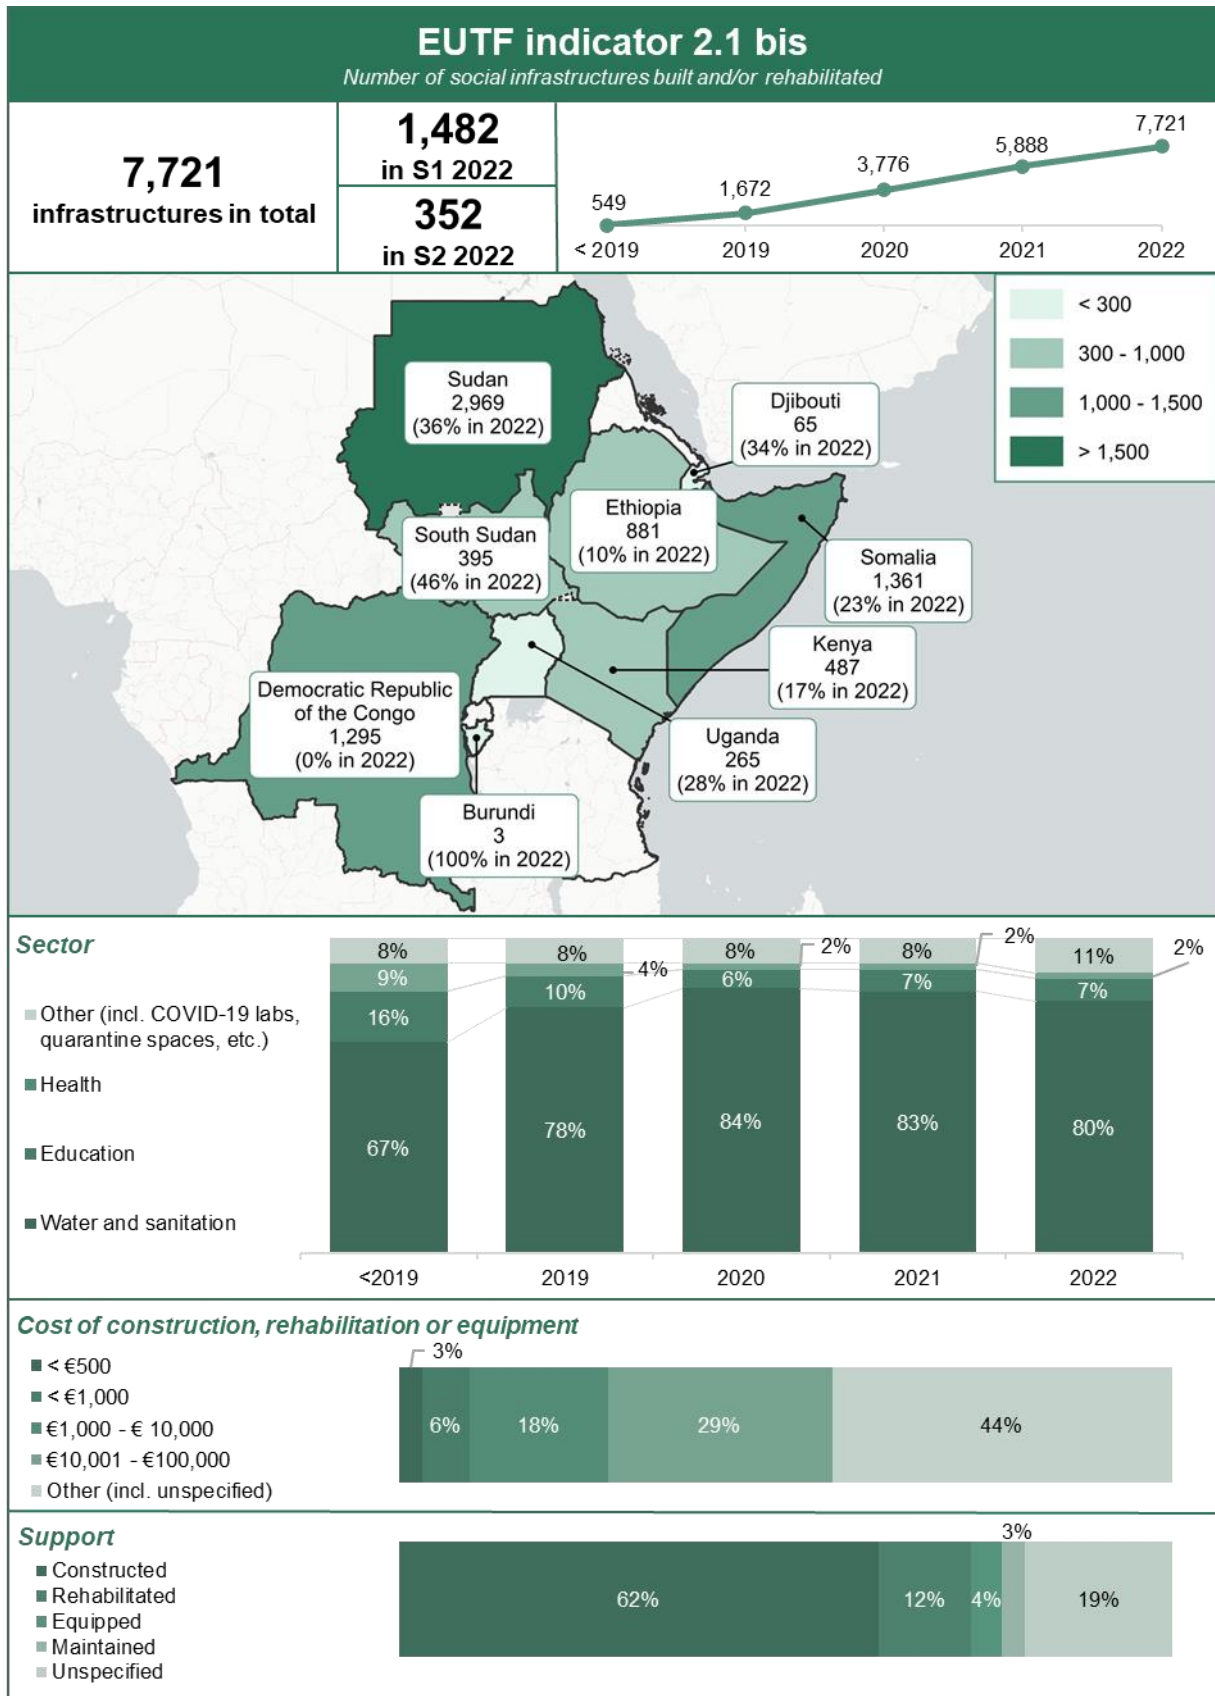 EUTF indicator 2.1 bis
Number of social infrastructures built and/or rehabilitated
7,721
infrastructures in total
1,482
in S1 2022
352
in S2 2022
549
1,672
3,776
5,888
7,721
< 2019
2019
2020
2021
2022
< 300
300 - 1,000
1,000 - 1,500
> 1,500
Sudan
2,969
(36% in 2022)
Djibouti
65
(34% in 2022)
Ethiopia
881
(10% in 2022)
South Sudan
395
(46% in 2022)
Somalia
1,361
(23% in 2022)
Kenya
487
(17% in 2022)
Democratic Republic
of the Congo
1,295
(0% in 2022)
Uganda
265
(28% in 2022)
Burundi
3
(100% in 2022)
Sector
Other (incl. COVID-19 labs,
quarantine spaces, etc.)
Health
Education
Water and sanitation
8%
9%
16%
67%
8%
4%
10%
78%
8%
2%
6%
84%
8%
2%
7%
83%
11%
2%
7%
80%
<2019
2019
2020
2021
2022
Cost of construction, rehabilitation or equipment
< €500
< €1,000
€1,000 - € 10,000
€10,001 - €100,000
Other (incl. unspecified)
3%
6%
18%
29%
44%
Support
Constructed
Rehabilitated
Equipped
Maintained
Unspecified
62%
12%
4%
3%
19%